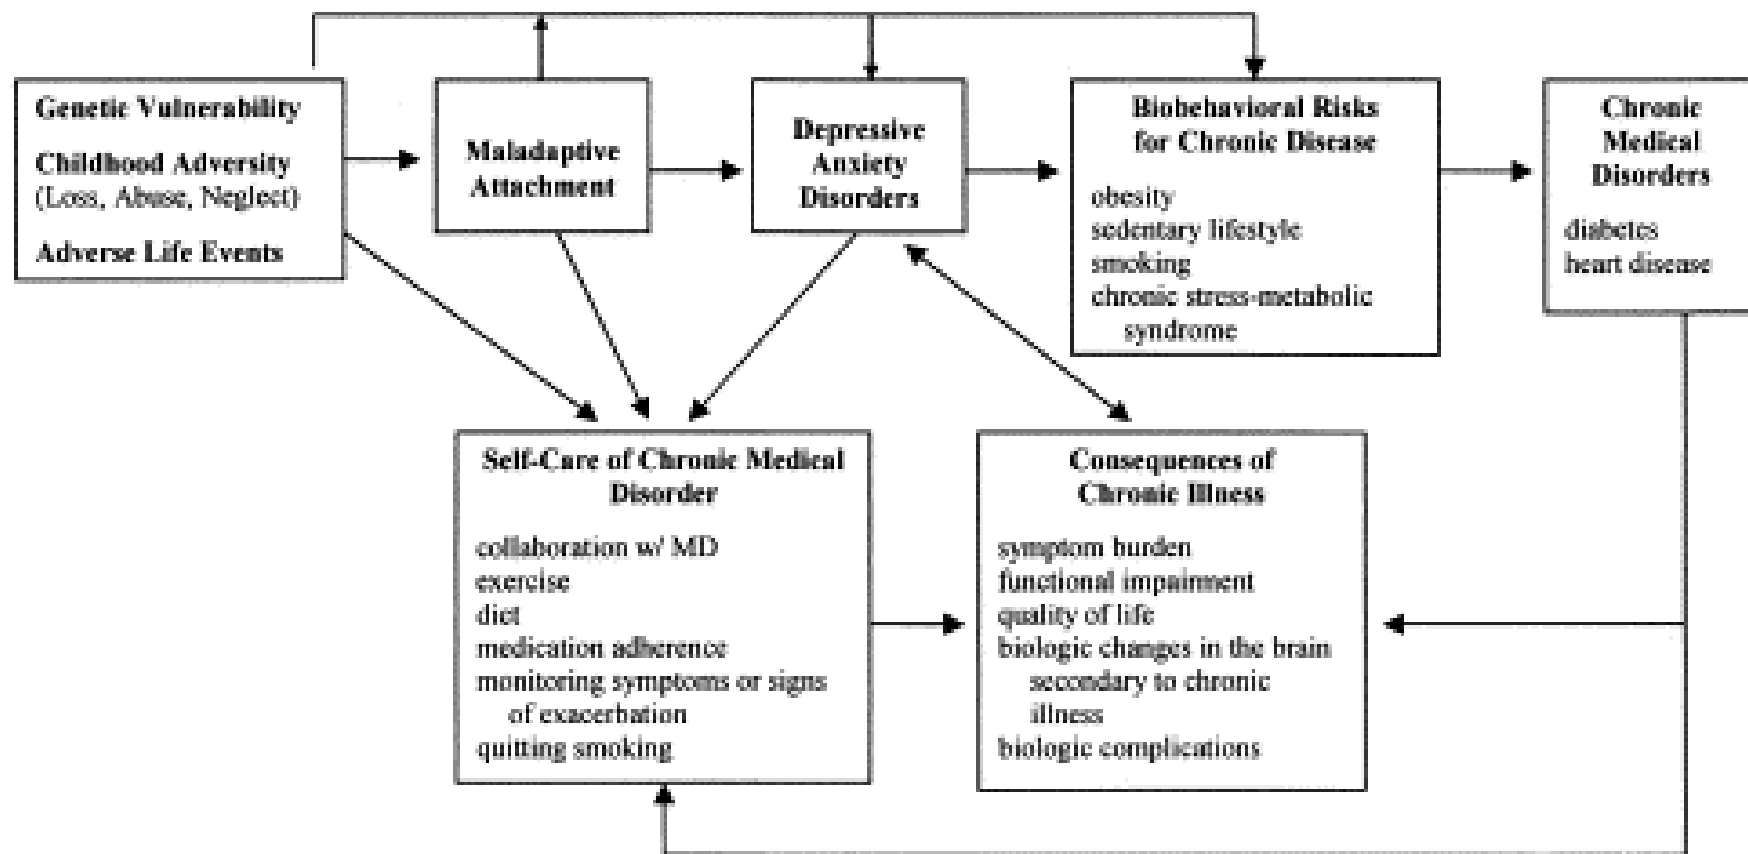 Genetic Vulnerability
Childhood Adversity
(Loss, Abuse, Neglect)
Adverse Life Events
Maladaptive
Attachment
Depressive
Anxiety
Disorders
Biobehavioral Risks
for Chronic Disease
obesity
sedentary lifestyle
smoking
chronic stress-metabolic
syndrome
Chronic
Medical
Disorders
diabetes
heart disease
Self-Care of Chronic Medical
Disorder
collaboration w/ MD
exercise
diet
medication adherence
monitoring symptoms or signs
of exacerbation
quitting smoking
Consequences of
Chronic Illness
symptom burden
functional impairment
quality of life
biologic changes in the brain
secondary to chronic
illness
biologic complications